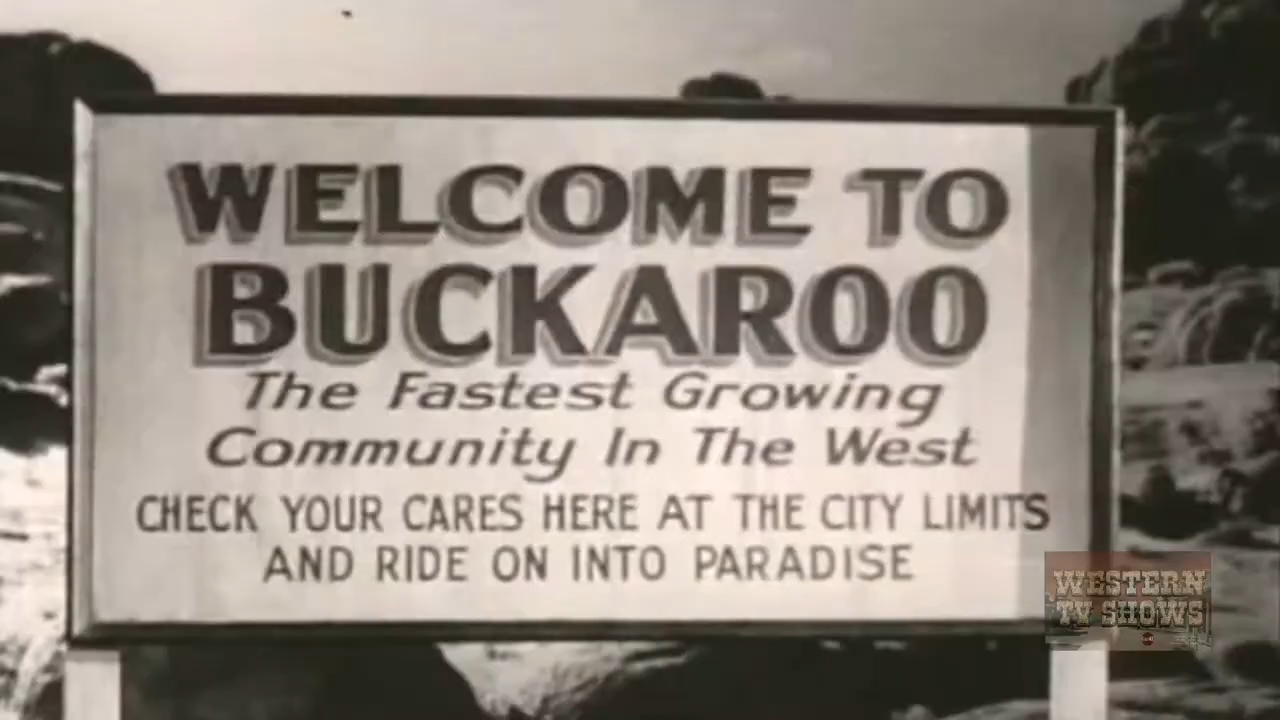 WELCOME TO
BUCKAROO
The Fastest Growing
Community In The West
CHECK YOUR CARES HERE AT THE CITY LIMITS
AND RIDE ON INTO PARADISE
WESTERN
TV SHOWS